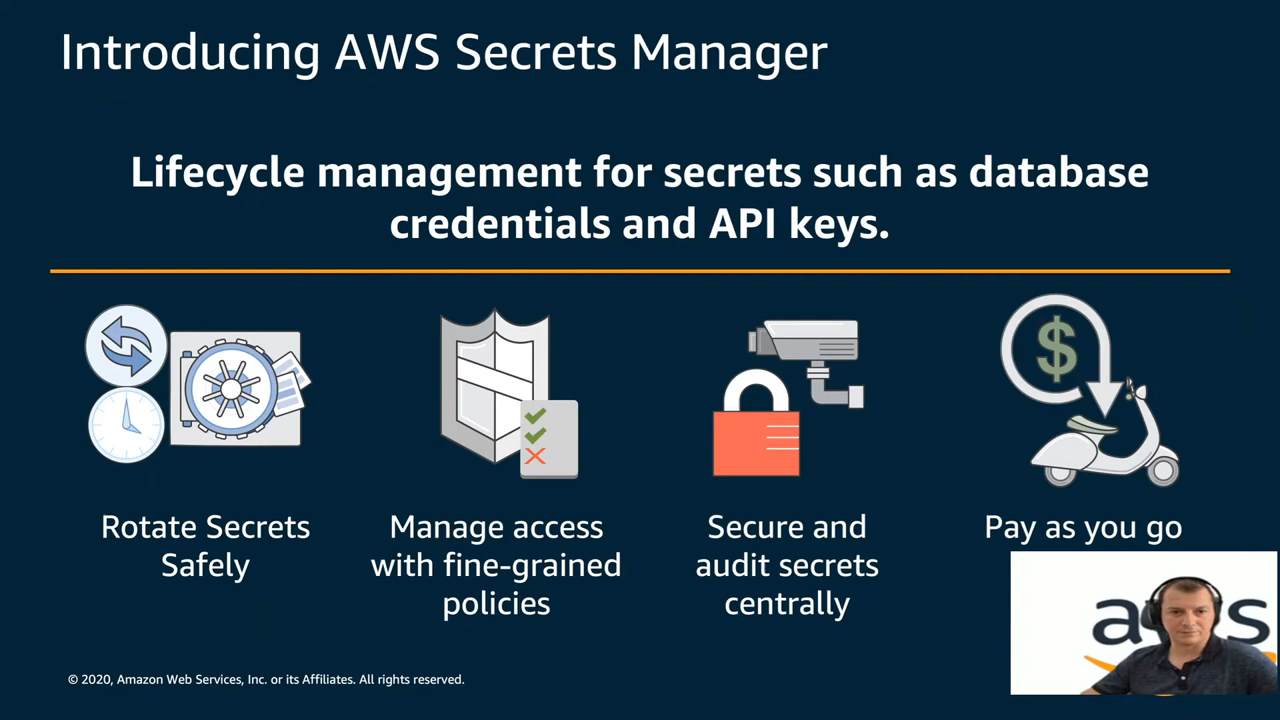 Introducing AWS Secrets Manager
Lifecycle management for secrets such as database
credentials and API keys.
$
Rotate Secrets
Safely
Manage access
with fine-grained
policies
Secure and
audit secrets
centrally
Pay as you go
aws
© 2020, Amazon Web Services, Inc. or its Affiliates. All rights reserved.